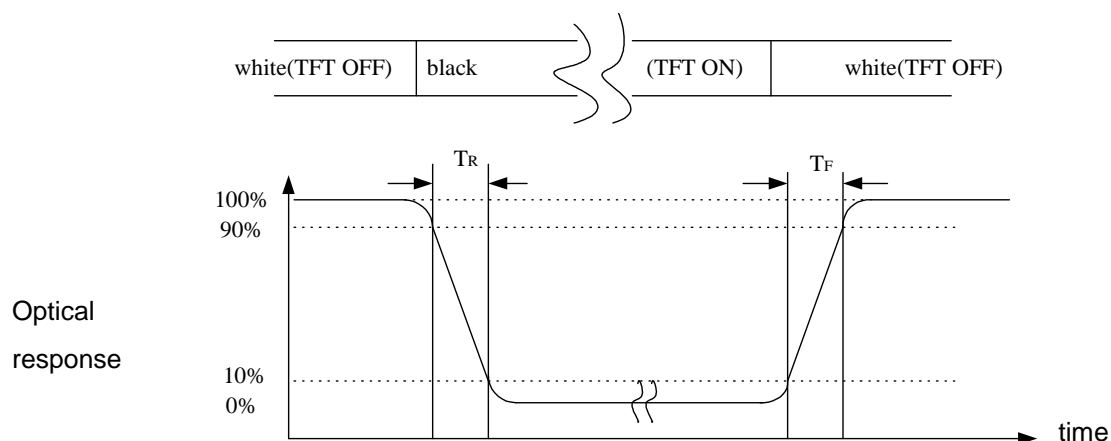 white(TFT OFF) black (TFT ON) white(TFT OFF)
TR TF
100%
90%
Optical
response
10%
0%
time